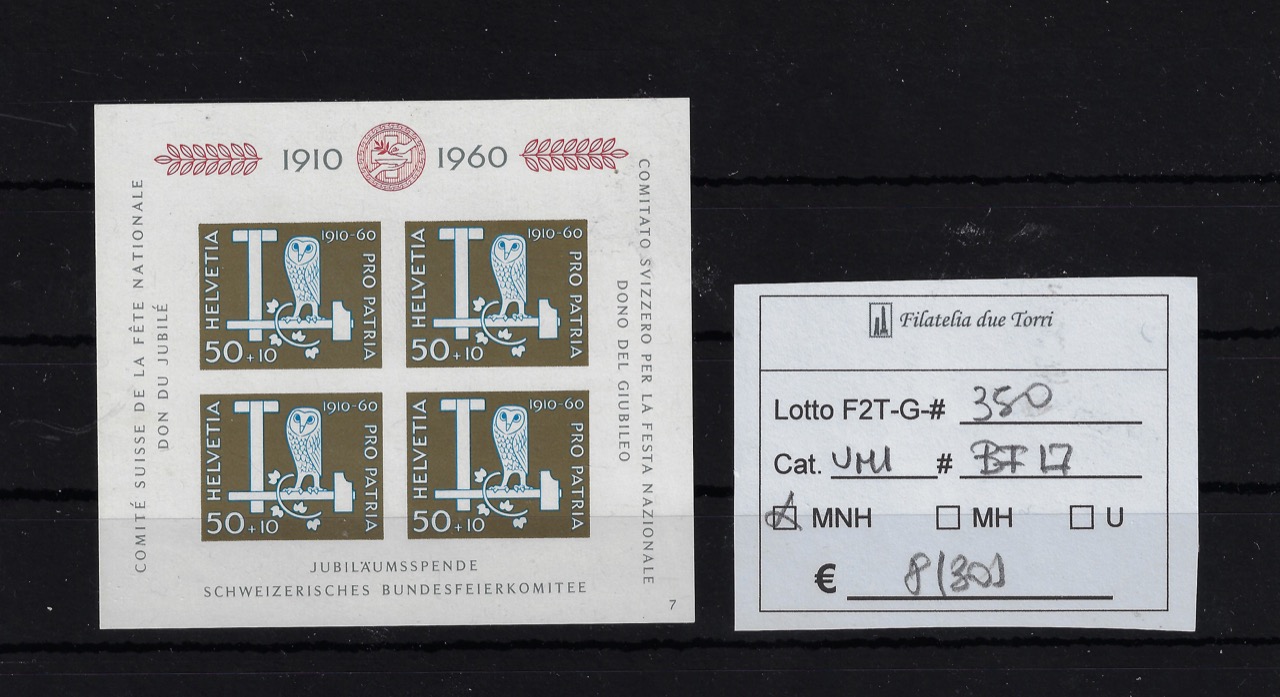 1910 1960
COMITÉ SUISSE DE LA FÊTE NATIONALE
DON DU JUBILÉ
HELVETIA
1910-60
PRO PATRIA
50+10
HELVETIA
1910-60
PRO PATRIA
50+10
HELVETIA
1910-60
PRO PATRIA
50+10
HELVETIA
1910-60
PRO PATRIA
50+10
COMITATO SVIZZERO PER LA FESTA NAZIONALE
DONO DEL GIUBILEO
JUBILÄUMSSPENDE
SCHWEIZERISCHES BUNDESFEIERKOMITEE
7
Filatelia due Torri
Lotto F2T-G-# 350
Cat. UNI # BF 17
MNH MH U
€